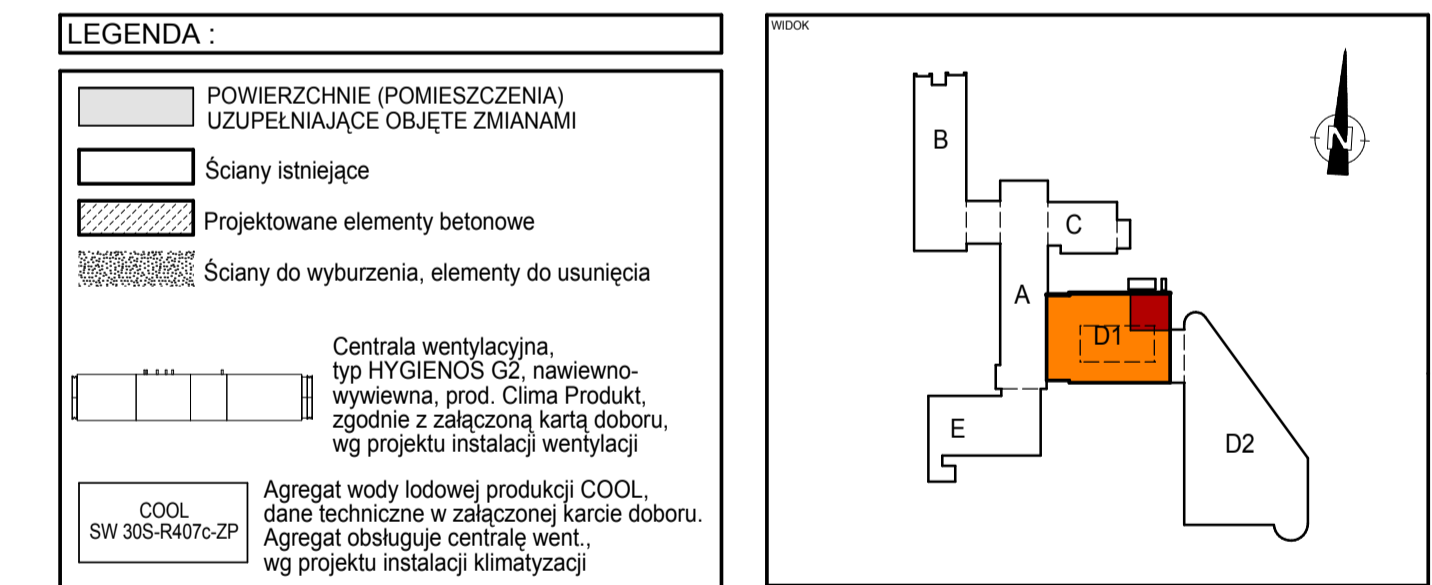 LEGENDA :
POWIERZCHNIE (POMIESZCZENIA)
UZUPEŁNIAJĄCE OBJĘTE ZMIANAMI
Ściany istniejące
Projektowane elementy betonowe
Ściany do wyburzenia, elementy do usunięcia
Centrala wentylacyjna,
typ HYGIENOS G2, nawiewno-
wywiewna, prod. Clima Produkt,
zgodnie z załączoną kartą doboru,
wg projektu instalacji wentylacji
COOL
SW 30S-R407c-ZP
Agregat wody lodowej produkcji COOL,
dane techniczne w załączonej karcie doboru.
Agregat obsługuje centralę went.,
wg projektu instalacji klimatyzacji
WIDOK
B
N
C
A
D1
E
D2